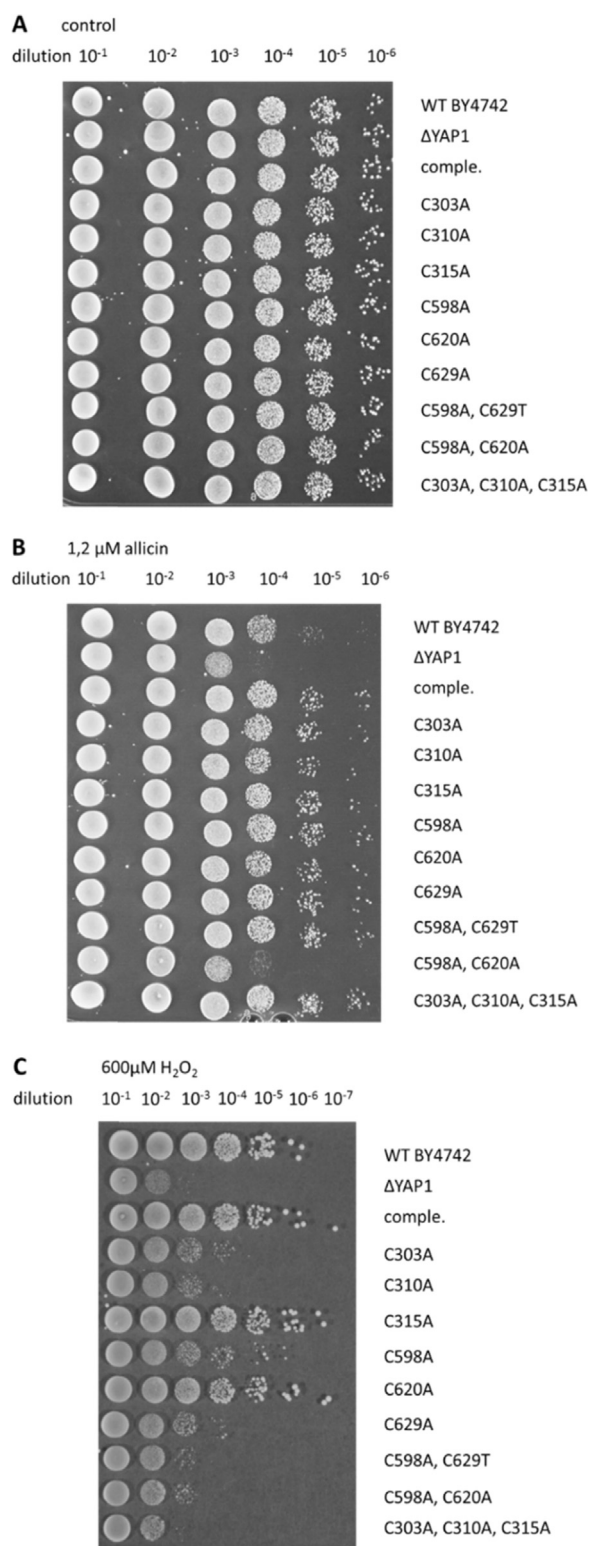 A control
dilution 10⁻¹ 10⁻² 10⁻³ 10⁻⁴ 10⁻⁵ 10⁻⁶
WT BY4742
ΔYAP1
comple.
C303A
C310A
C315A
C598A
C620A
C629A
C598A, C629T
C598A, C620A
C303A, C310A, C315A
B 1,2 µM allicin
dilution 10⁻¹ 10⁻² 10⁻³ 10⁻⁴ 10⁻⁵ 10⁻⁶
WT BY4742
ΔYAP1
comple.
C303A
C310A
C315A
C598A
C620A
C629A
C598A, C629T
C598A, C620A
C303A, C310A, C315A
C 600µM H₂O₂
dilution 10⁻¹ 10⁻² 10⁻³ 10⁻⁴ 10⁻⁵ 10⁻⁶ 10⁻⁷
WT BY4742
ΔYAP1
comple.
C303A
C310A
C315A
C598A
C620A
C629A
C598A, C629T
C598A, C620A
C303A, C310A, C315A